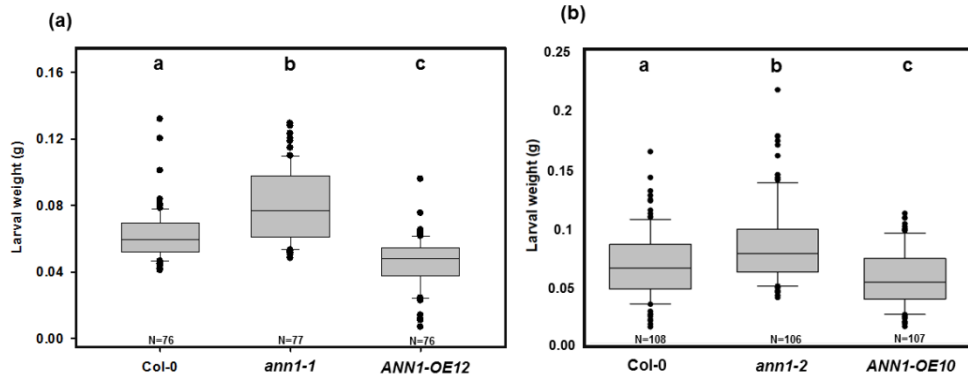 (a)
a b c
0.16
0.12
0.08
0.04
0.00
Larval weight (g)
N=76 N=77 N=76
Col-0 ann1-1 ANN1-OE12
(b)
a b c
0.25
0.2
0.15
0.1
0.05
0.00
Larval weight (g)
N=108 N=106 N=107
Col-0 ann1-2 ANN1-OE10